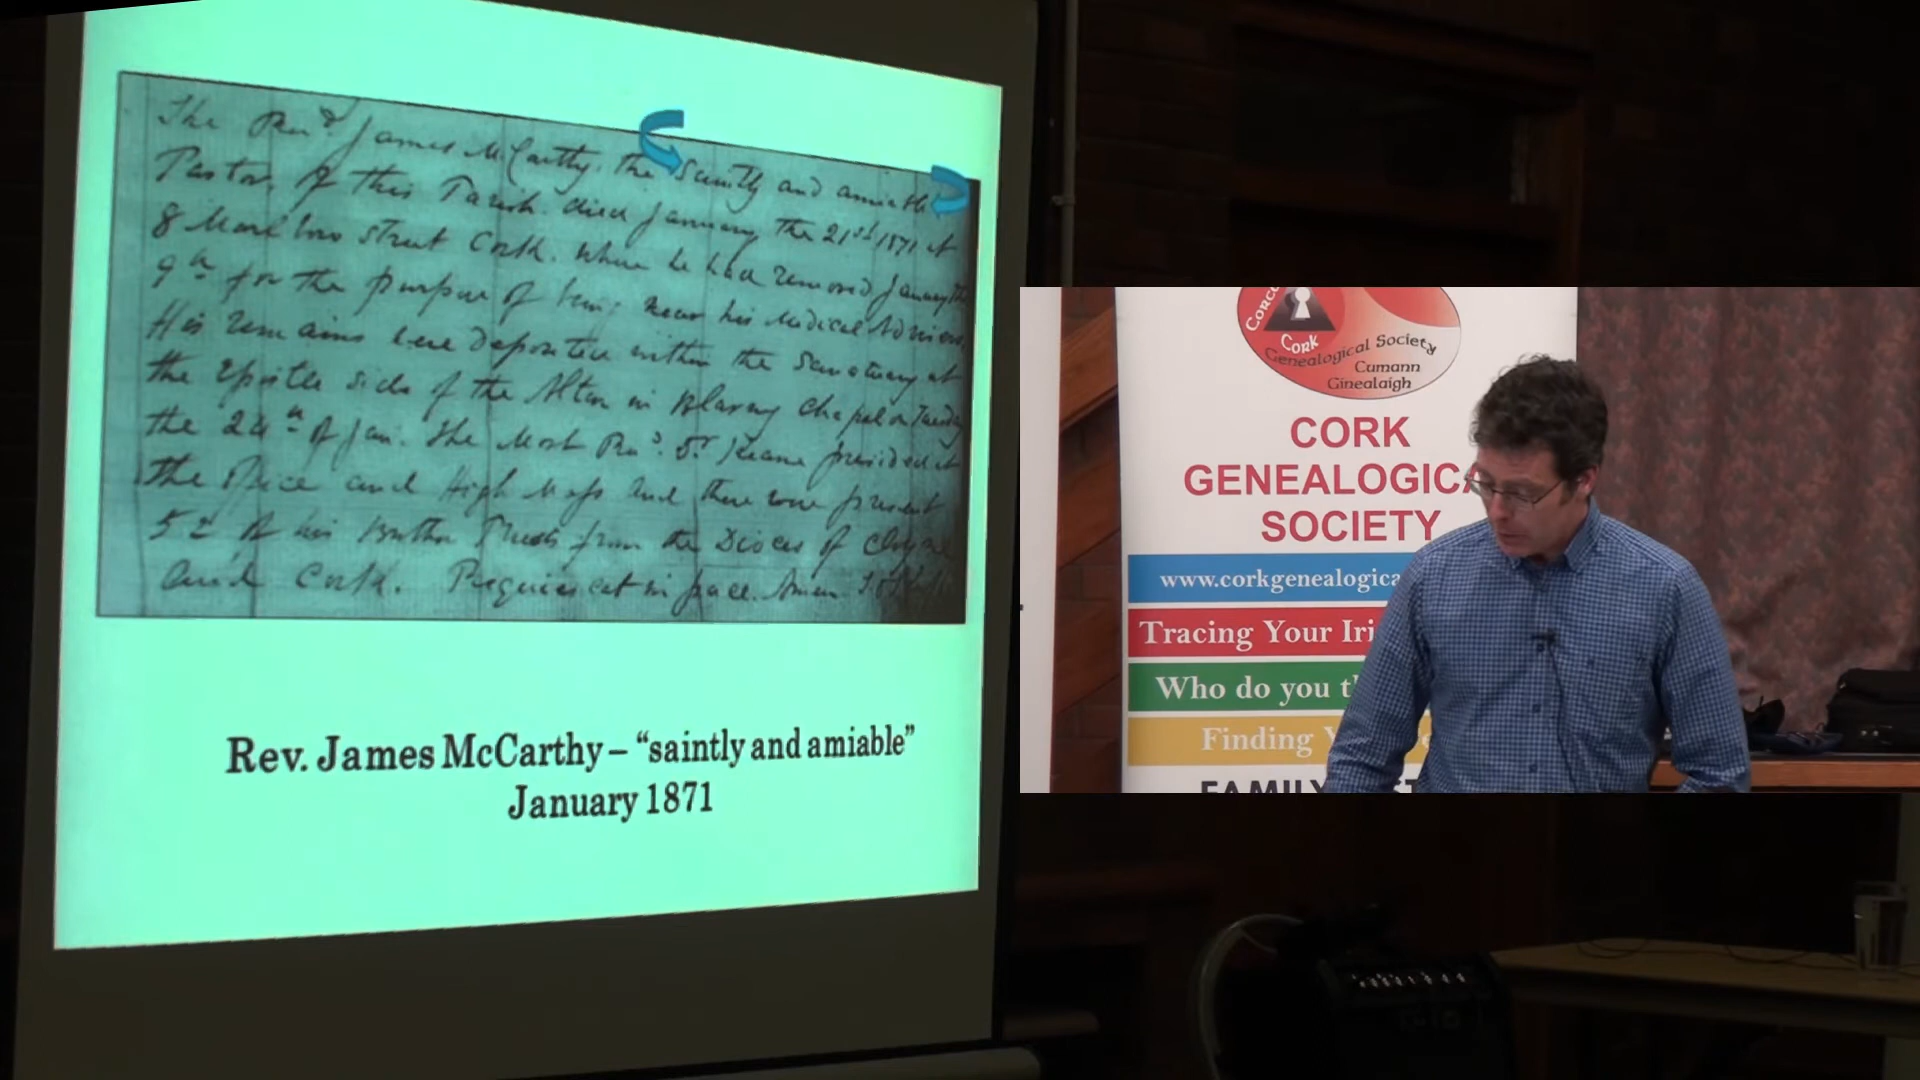 The Revd James McCarthy. the Saintly and amiable
Pastor of this Parish. died January the 21st 1871 at
8 street Cork. Where he had removed January the
9th for the purpose of being near his Medical Advisers
His remains were deposited within the Sanctuary at
the Epistle side of the Altar in Blarny Chapel on Tuesday
the 24th of Jan. The Most Revd. Dr presided at
The Office and High Mass and there were present
52 of his Brother Priests from the Dioces of Cloyne
and Cork. Requiescat in pace. Amen
Rev. James McCarthy – “saintly and amiable”
January 1871
Cork
Genealogical Society
Cumann
Ginealaigh
CORK
GENEALOGICA
SOCIETY
www.corkgenealogica
Tracing Your Iri
Who do you t
Finding Y
FAMILY